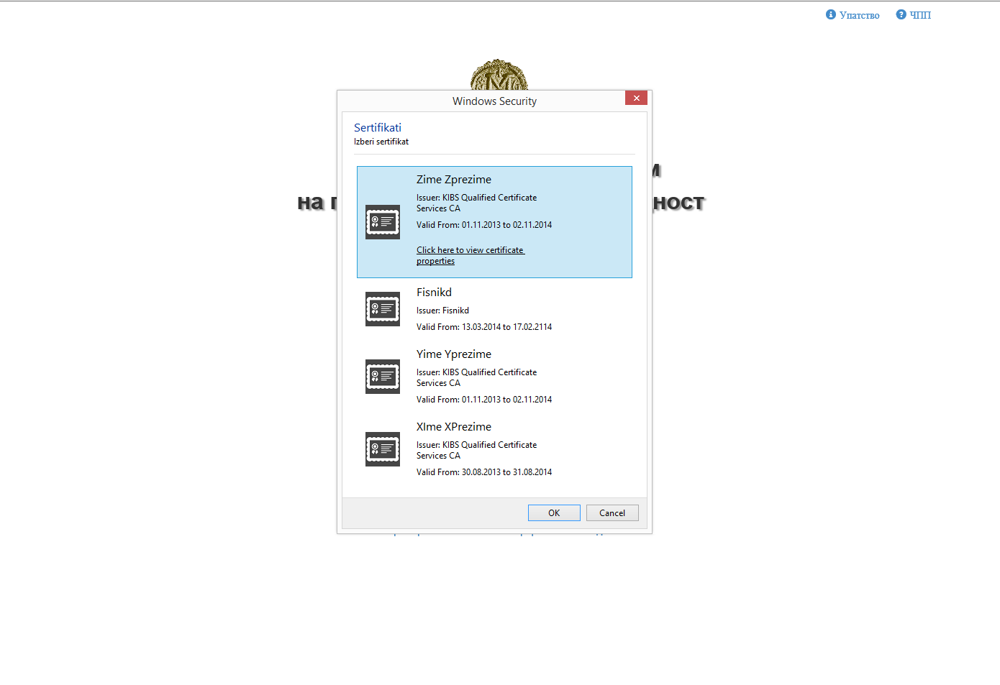 Упатство
ЧПП
Windows Security
Sertifikati
Izberi sertifikat
Zime Zprezime
Issuer: KIBS Qualified Certificate
Services CA
Valid From: 01.11.2013 to 02.11.2014
Click here to view certificate
properties
Fisnikd
Issuer: Fisnikd
Valid From: 13.03.2014 to 17.02.2114
Yime Yprezime
Issuer: KIBS Qualified Certificate
Services CA
Valid From: 01.11.2013 to 02.11.2014
XIme XPrezime
Issuer: KIBS Qualified Certificate
Services CA
Valid From: 30.08.2013 to 31.08.2014
OK
Cancel
на